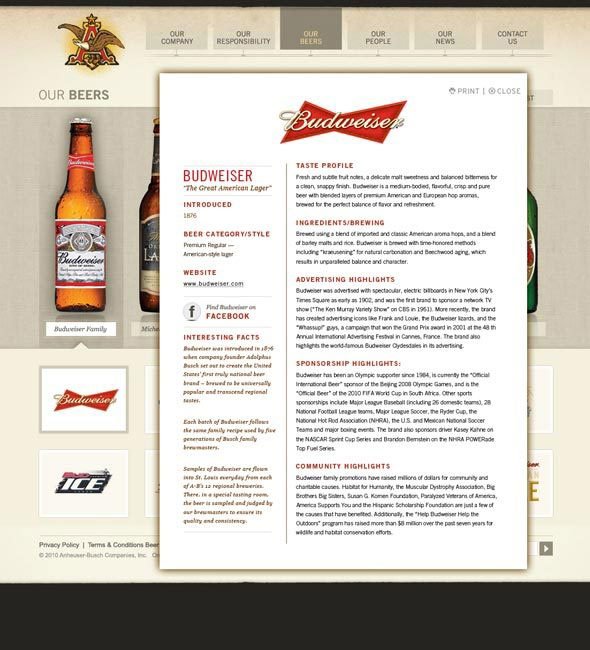 OUR COMPANY
OUR RESPONSIBILITY
OUR BEERS
OUR PEOPLE
OUR NEWS
CONTACT US
OUR BEERS
PRINT | CLOSE
Budweiser
BUDWEISER
"The Great American Lager"
INTRODUCED
1876
BEER CATEGORY/STYLE
Premium Regular —
American-style lager
WEBSITE
www.budweiser.com
f
Find Budweiser on
FACEBOOK
INTERESTING FACTS
Budweiser was introduced in 1876
when company founder Adolphus
Busch set out to create the United
States' first truly national beer
brand – brewed to be universally
popular and transcend regional
tastes.
Each batch of Budweiser follows
the same family recipe used by five
generations of Busch family
brewmasters.
Samples of Budweiser are flown
into St. Louis everyday from each
of A-B's 12 regional breweries.
There, in a special tasting room,
the beer is sampled and judged by
our brewmasters to ensure its
quality and consistency.
TASTE PROFILE
Fresh and subtle fruit notes, a delicate malt sweetness and balanced bitterness for
a clean, snappy finish. Budweiser is a medium-bodied, flavorful, crisp and pure
beer with blended layers of premium American and European hop aromas,
brewed for the perfect balance of flavor and refreshment.
INGREDIENTS/BREWING
Brewed using a blend of imported and classic American aroma hops, and a blend
of barley malts and rice. Budweiser is brewed with time-honored methods
including "kraeusening" for natural carbonation and Beechwood aging, which
results in unparalleled balance and character.
ADVERTISING HIGHLIGHTS
Budweiser was advertised with spectacular, electric billboards in New York City's
Times Square as early as 1902, and was the first brand to sponsor a network TV
show ("The Ken Murray Variety Show" on CBS in 1951). More recently, the brand
has created advertising icons like Frank and Louie, the Budweiser lizards, and the
"Whassup!" guys, a campaign that won the Grand Prix award in 2001 at the 48 th
Annual International Advertising Festival in Cannes, France. The brand also
highlights the world-famous Budweiser Clydesdales in its advertising.
SPONSORSHIP HIGHLIGHTS:
Budweiser has been an Olympic supporter since 1984, is currently the "Official
International Beer" sponsor of the Beijing 2008 Olympic Games, and is the
"Official Beer" of the 2010 FIFA World Cup in South Africa. Other sports
sponsorships include Major League Baseball (including 26 domestic teams), 28
National Football League teams, Major League Soccer, the Ryder Cup, the
National Hot Rod Association (NHRA), the U.S. and Mexican National Soccer
Teams and major boxing events. The brand also sponsors driver Kasey Kahne on
the NASCAR Sprint Cup Series and Brandon Bernstein on the NHRA POWERade
Top Fuel Series.
COMMUNITY HIGHLIGHTS
Budweiser family promotions have raised millions of dollars for community and
charitable causes. Habitat for Humanity, the Muscular Dystrophy Association, Big
Brothers Big Sisters, Susan G. Komen Foundation, Paralyzed Veterans of America,
America Supports You and the Hispanic Scholarship Foundation are just a few of
the causes that have benefited. Additionally, the "Help Budweiser Help the
Outdoors" program has raised more than $8 million over the past seven years for
wildlife and habitat conservation efforts.
Budweiser
Budweiser Family
Budweiser
ICE
Privacy Policy | Terms & Conditions Beer
© 2010 Anheuser-Busch Companies, Inc.